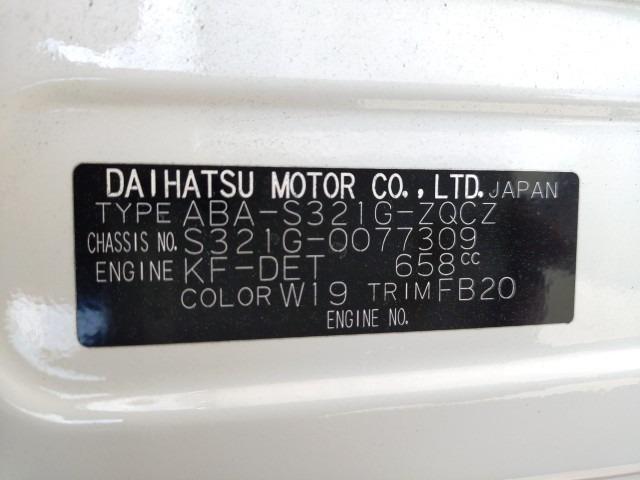 DAIHATSU MOTOR CO., LTD. JAPAN
TYPE ABA-S321G-ZQCZ
CHASSIS NO. S321G-0077309
ENGINE KF-DET 658cc
COLOR W19 TRIM FB20
ENGINE NO.